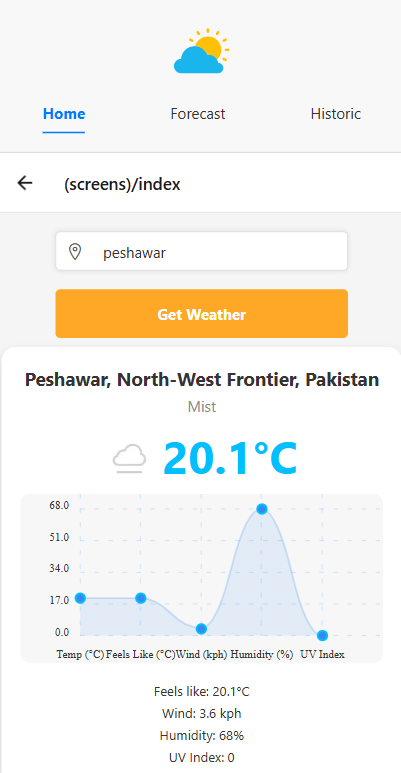 Home Forecast Historic
(screens)/index
peshawar
Get Weather
Peshawar, North-West Frontier, Pakistan
Mist
20.1°C
68.0
51.0
34.0
17.0
0.0
Temp (°C) Feels Like (°C) Wind (kph) Humidity (%) UV Index
Feels like: 20.1°C
Wind: 3.6 kph
Humidity: 68%
UV Index: 0